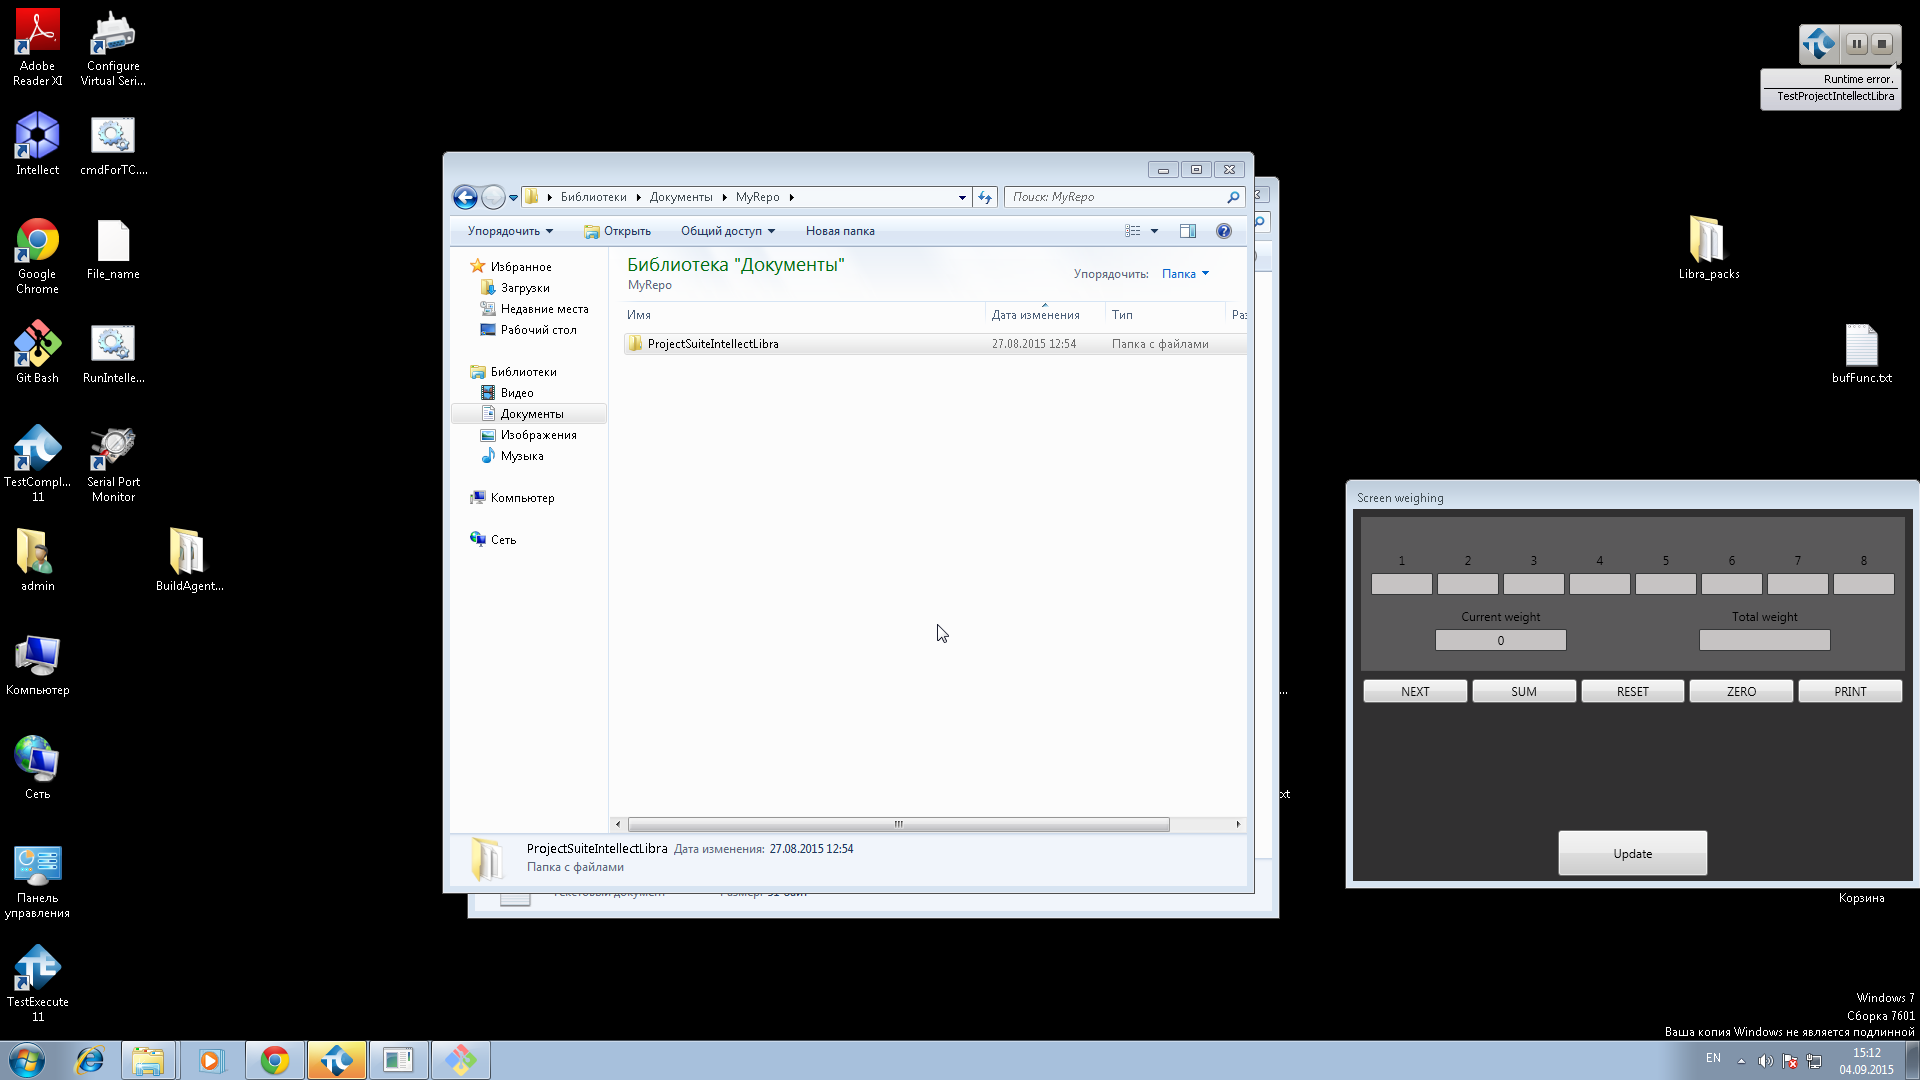 Adobe
Reader XI
Configure
Virtual Seri...
Intellect
cmdForTC....
Google
Chrome
File_name
Git Bash
RunIntelle...
TestCompl...
11
Serial Port
Monitor
admin
BuildAgent...
Компьютер
Сеть
Панель
управления
TestExecute
11
Runtime error.
TestProjectIntellectLibra
Libra_packs
bufFunc.txt
Библиотеки
Документы
MyRepo
Поиск: MyRepo
Упорядочить
Открыть
Общий доступ
Новая папка
Избранное
Загрузки
Недавние места
Рабочий стол
Библиотеки
Видео
Документы
Изображения
Музыка
Компьютер
Сеть
Библиотека "Документы"
MyRepo
Упорядочить: Папка
Имя
Дата изменения
Тип
Раз
ProjectSuiteIntellectLibra
27.08.2015 12:54
Папка с файлами
ProjectSuiteIntellectLibra Дата изменения: 27.08.2015 12:54
Папка с файлами
...
xt
Screen weighing
1 2 3 4 5 6 7 8
Current weight
Total weight
0
NEXT SUM RESET ZERO PRINT
Update
Корзина
Windows 7
Сборка 7601
Ваша копия Windows не является подлинной
EN
15:12
04.09.2015